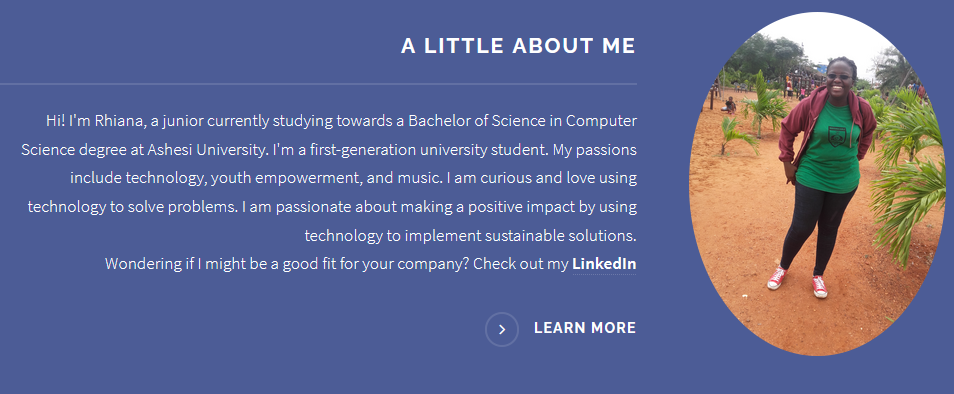 A LITTLE ABOUT ME
Hi! I'm Rhiana, a junior currently studying towards a Bachelor of Science in Computer
Science degree at Ashesi University. I'm a first-generation university student. My passions
include technology, youth empowerment, and music. I am curious and love using
technology to solve problems. I am passionate about making a positive impact by using
technology to implement sustainable solutions.
Wondering if I might be a good fit for your company? Check out my LinkedIn
LEARN MORE